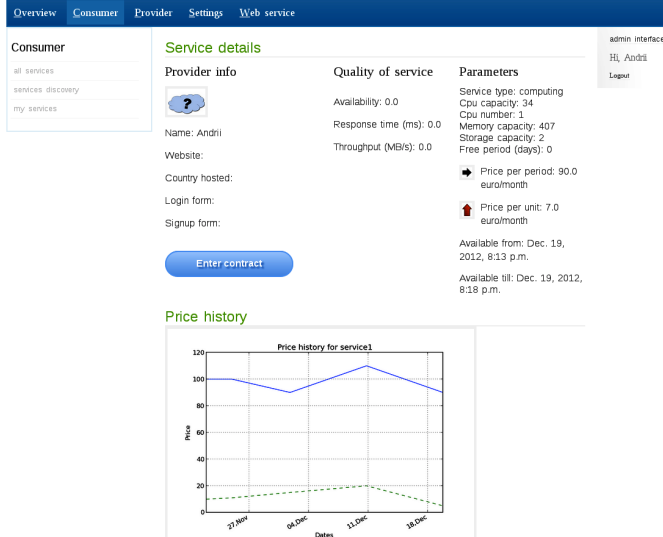 Overview Consumer Provider Settings Web service
admin interface
Hi, Andrii
Logout
Consumer
all services
services discovery
my services
Service details
Provider info
?
Name: Andrii
Website:
Country hosted:
Login form:
Signup form:
Enter contract
Quality of service
Availability: 0.0
Response time (ms): 0.0
Throughput (MB/s): 0.0
Parameters
Service type: computing
Cpu capacity: 34
Cpu number: 1
Memory capacity: 407
Storage capacity: 2
Free period (days): 0
Price per period: 90.0
euro/month
Price per unit: 7.0
euro/month
Available from: Dec. 19,
2012, 8:13 p.m.
Available till: Dec. 19, 2012,
8:18 p.m.
Price history
Price history for service1
120
100
80
60
40
20
0
Price
27.Nov
04.Dec
11.Dec
18.Dec
Dates